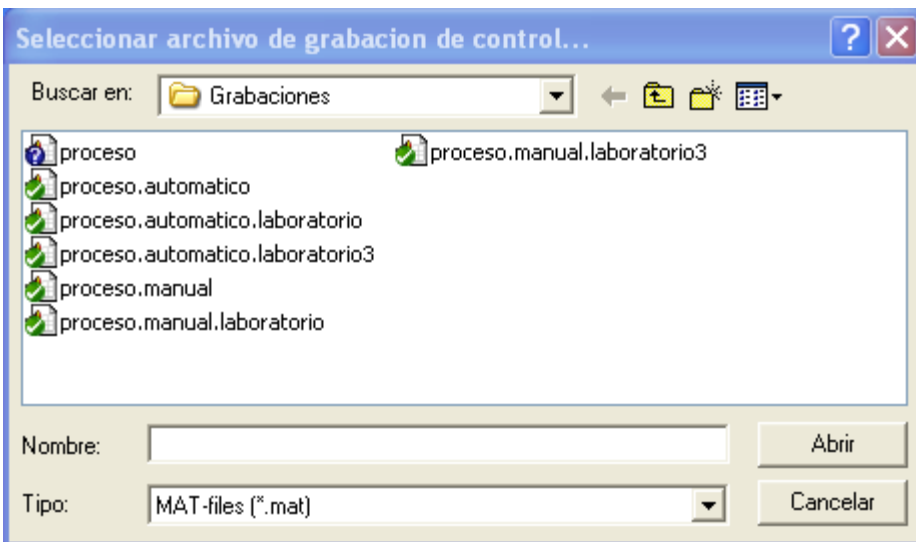 Seleccionar archivo de grabacion de control...
Buscar en: Grabaciones
proceso
proceso.automatico
proceso.automatico.laboratorio
proceso.automatico.laboratorio3
proceso.manual
proceso.manual.laboratorio
proceso.manual.laboratorio3
Nombre: Abrir
Tipo: MAT-files (*.mat) Cancelar